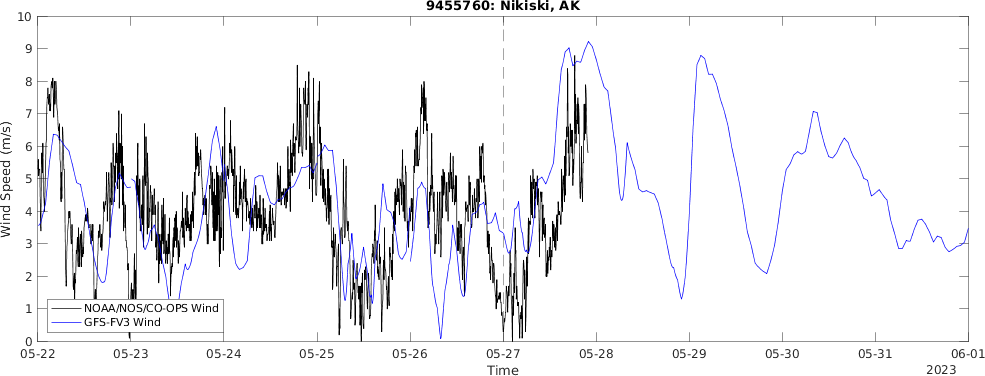 9455760: Nikiski, AK
10
9
8
7
6
5
4
3
2
1
0
Wind Speed (m/s)
NOAA/NOS/CO-OPS Wind
GFS-FV3 Wind
05-22 05-23 05-24 05-25 05-26 05-27 05-28 05-29 05-30 05-31 06-01
Time
2023